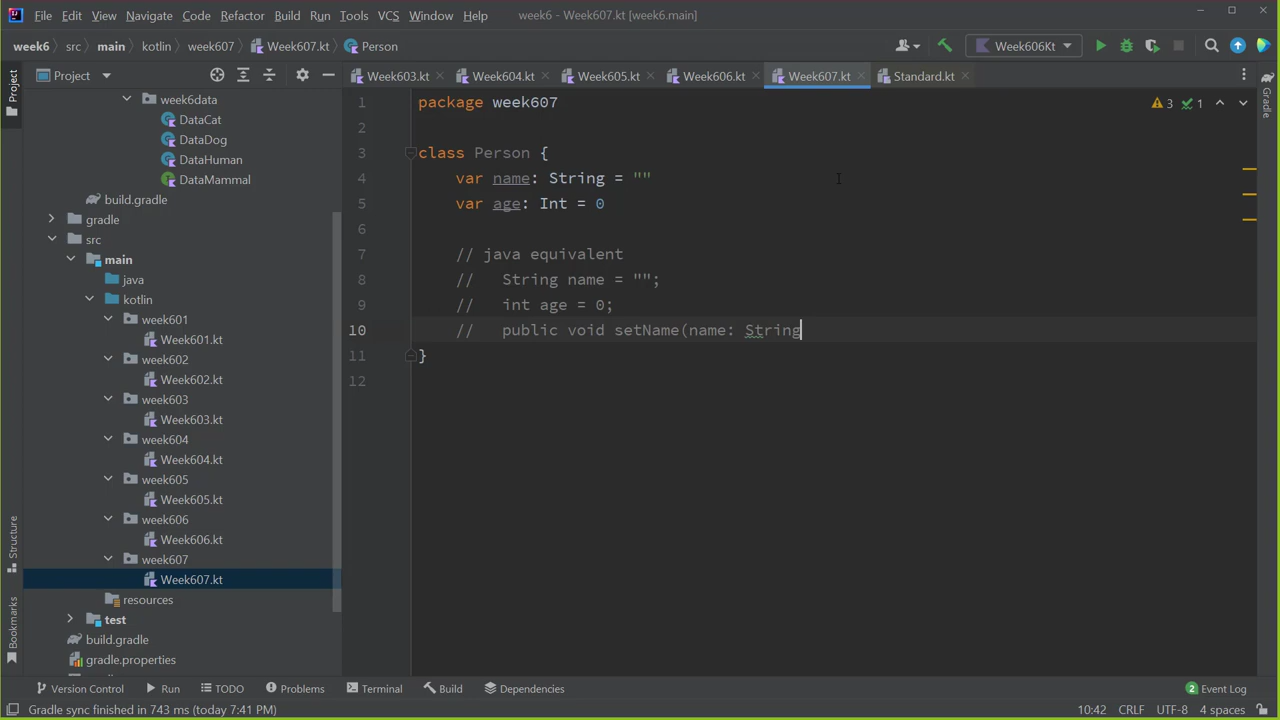 File Edit View Navigate Code Refactor Build Run Tools VCS Window Help week6 - Week607.kt [week6.main]
week6 src main kotlin week607 Week607.kt Person Week606Kt
Project Week603.kt Week604.kt Week605.kt Week606.kt Week607.kt Standard.kt
Project
Gradle
Structure
Bookmarks
week6data
DataCat
DataDog
DataHuman
DataMammal
build.gradle
gradle
src
main
java
kotlin
week601
Week601.kt
week602
Week602.kt
week603
Week603.kt
week604
Week604.kt
week605
Week605.kt
week606
Week606.kt
week607
Week607.kt
resources
test
build.gradle
gradle.properties
3 1
1 package week607
2
3 class Person {
4 var name: String = ""
5 var age: Int = 0
6
7 // java equivalent
8 // String name = "";
9 // int age = 0;
10 // public void setName(name: String
11 }
12
Version Control Run TODO Problems Terminal Build Dependencies 2 Event Log
Gradle sync finished in 743 ms (today 7:41 PM) 10:42 CRLF UTF-8 4 spaces